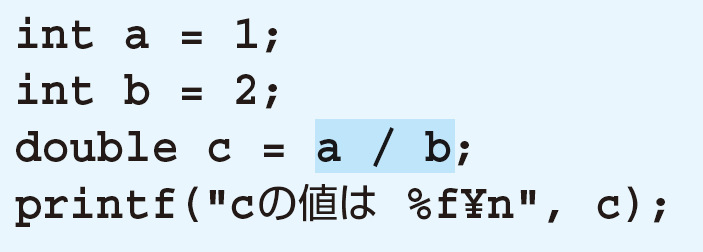 int a = 1;
int b = 2;
double c = a / b;
printf("cの値は %f¥n", c);